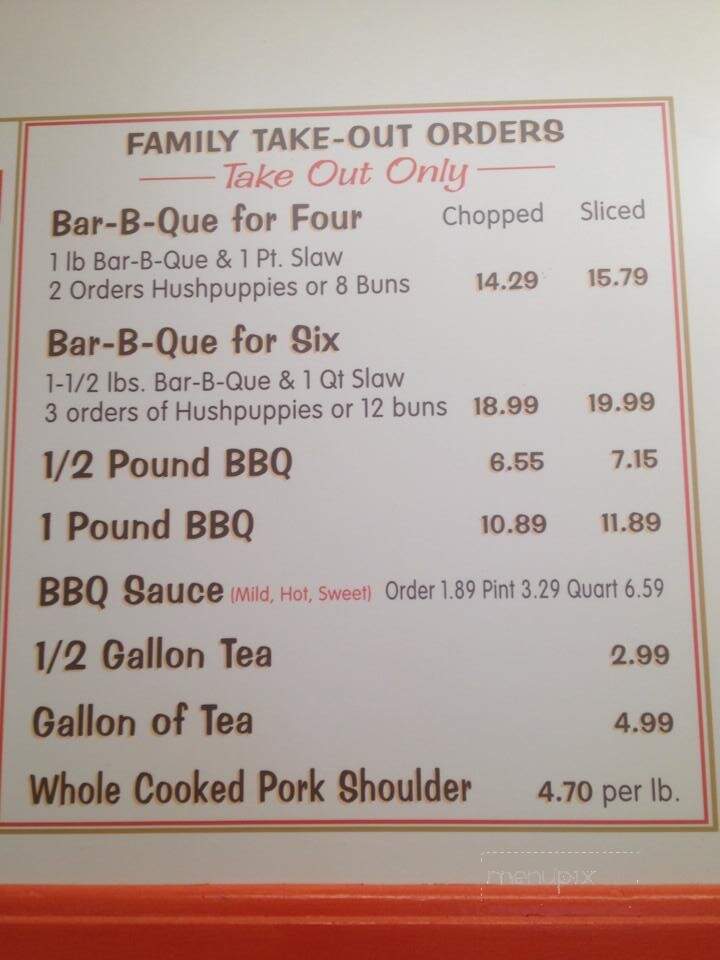 FAMILY TAKE-OUT ORDERS
Take Out Only
Bar-B-Que for Four Chopped Sliced
1 lb Bar-B-Que & 1 Pt. Slaw
2 Orders Hushpuppies or 8 Buns 14.29 15.79
Bar-B-Que for Six
1-1/2 lbs. Bar-B-Que & 1 Qt Slaw
3 orders of Hushpuppies or 12 buns 18.99 19.99
1/2 Pound BBQ 6.55 7.15
1 Pound BBQ 10.89 11.89
BBQ Sauce (Mild, Hot, Sweet) Order 1.89 Pint 3.29 Quart 6.59
1/2 Gallon Tea 2.99
Gallon of Tea 4.99
Whole Cooked Pork Shoulder 4.70 per lb.
menupix